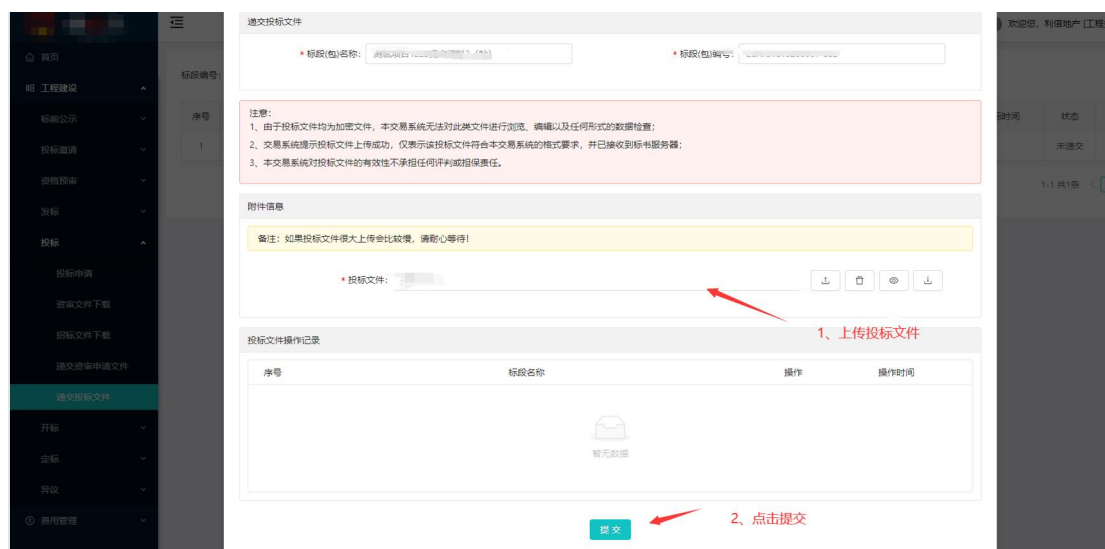 递交投标文件
欢迎您，利信地产 [工程
首页
* 标段(包)名称：
* 标段(包)编号：
标段编号：
工程建设
标前公示
序号
标时间
状态
注意：
1、由于投标文件均为加密文件，本交易系统无法对此类文件进行浏览、编辑以及任何形式的数据检查；
2、交易系统提示投标文件上传成功，仅表示该投标文件符合本交易系统的格式要求，并已接收到标书服务器；
3、本交易系统对投标文件的有效性不承担任何评判或担保责任。
投标邀请
1
未递交
资格预审
1-1 共1条
发标
附件信息
投标
备注：如果投标文件很大上传会比较慢，请耐心等待！
投标申请
* 投标文件：
资审文件下载
招标文件下载
1、上传投标文件
投标文件操作记录
递交资审申请文件
序号
标段名称
操作
操作时间
递交投标文件
开标
暂无数据
定标
异议
费用管理
2、点击提交
提 交